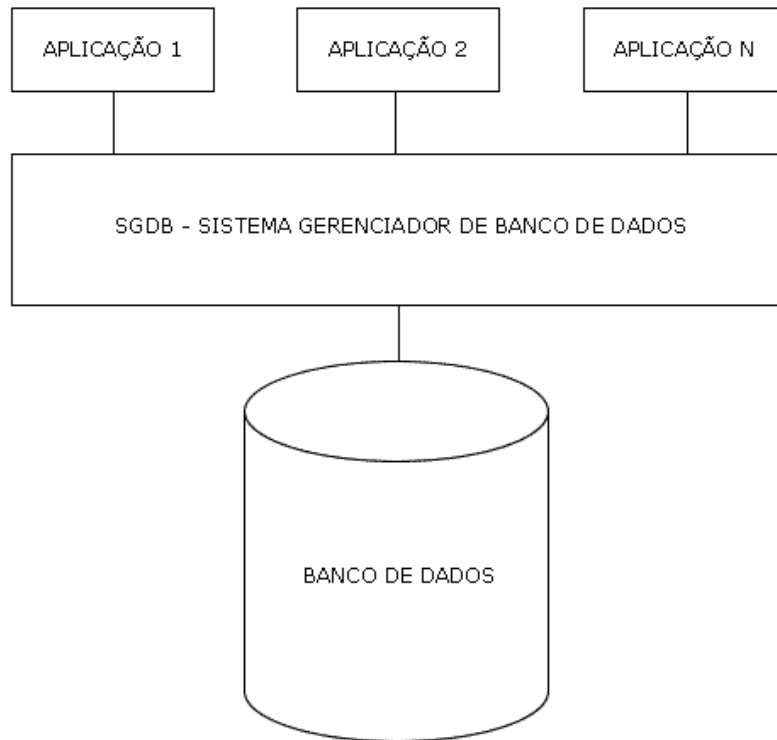 APLICAÇÃO 1
APLICAÇÃO 2
APLICAÇÃO N
SGDB - SISTEMA GERENCIADOR DE BANCO DE DADOS
BANCO DE DADOS